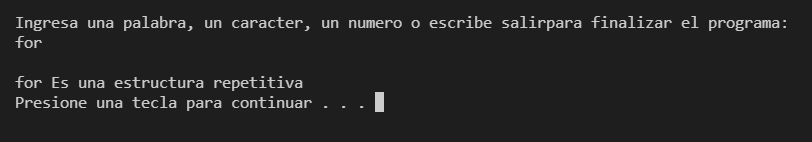 Ingresa una palabra, un caracter, un numero o escribe salirpara finalizar el programa:
for
for Es una estructura repetitiva
Presione una tecla para continuar . . .